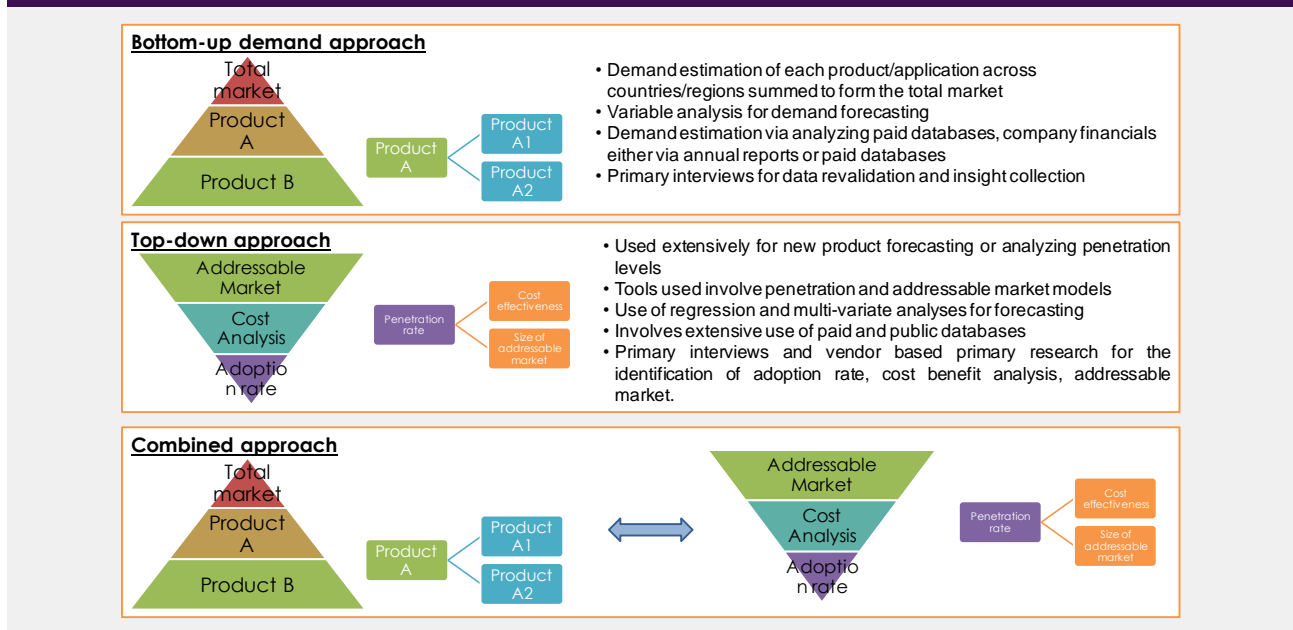 Bottom-up demand approach
Total
market
Product
A
Product B
Product
A
Product
A1
Product
A2
• Demand estimation of each product/application across
countries/regions summed to form the total market
• Variable analysis for demand forecasting
• Demand estimation via analyzing paid databases, company financials
either via annual reports or paid databases
• Primary interviews for data revalidation and insight collection
Top-down approach
Addressable
Market
Cost
Analysis
Adoptio
n rate
Penetration
rate
Cost
effectiveness
Size of
addressable
market
• Used extensively for new product forecasting or analyzing penetration
levels
• Tools used involve penetration and addressable market models
• Use of regression and multi-variate analyses for forecasting
• Involves extensive use of paid and public databases
• Primary interviews and vendor based primary research for the
identification of adoption rate, cost benefit analysis, addressable
market.
Combined approach
Total
market
Product
A
Product B
Product
A
Product
A1
Product
A2
Addressable
Market
Cost
Analysis
Adoptio
n rate
Penetration
rate
Cost
effectiveness
Size of
addressable
market